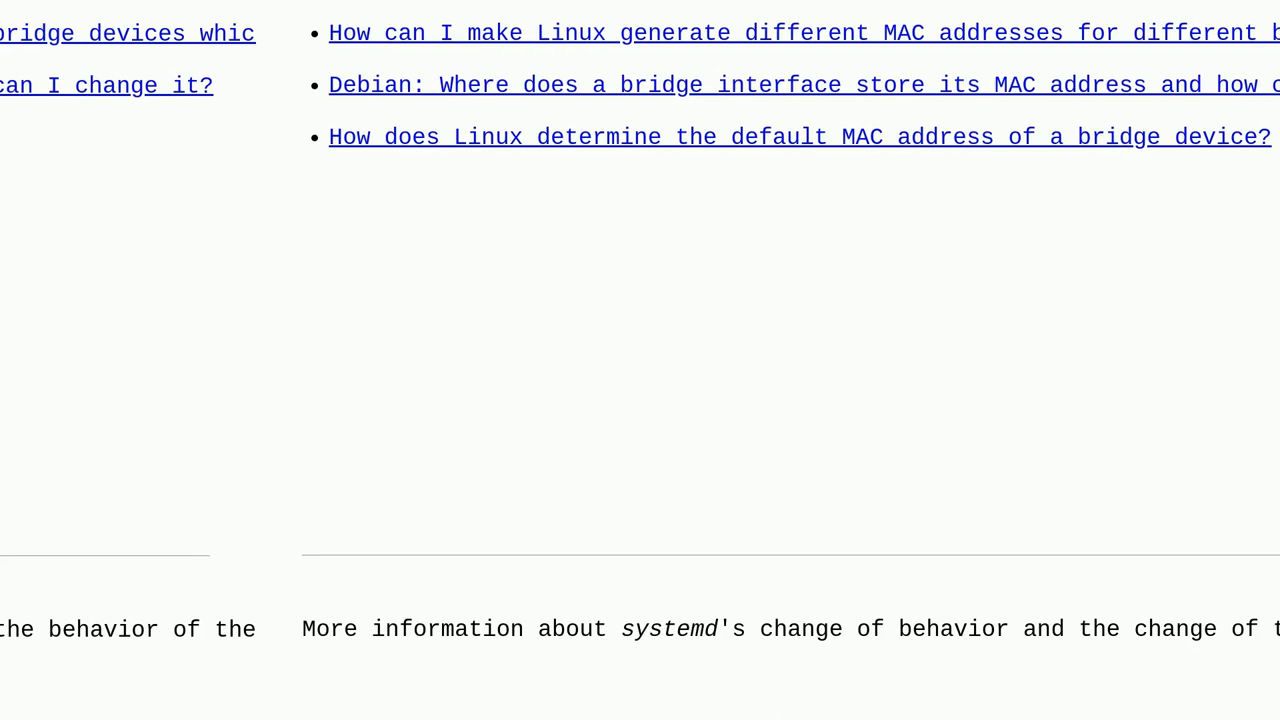 bridge devices whic
can I change it?
the behavior of the
How can I make Linux generate different MAC addresses for different
Debian: Where does a bridge interface store its MAC address and how
How does Linux determine the default MAC address of a bridge device?
More information about systemd's change of behavior and the change of